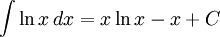 ∫ ln x dx = x ln x − x + C